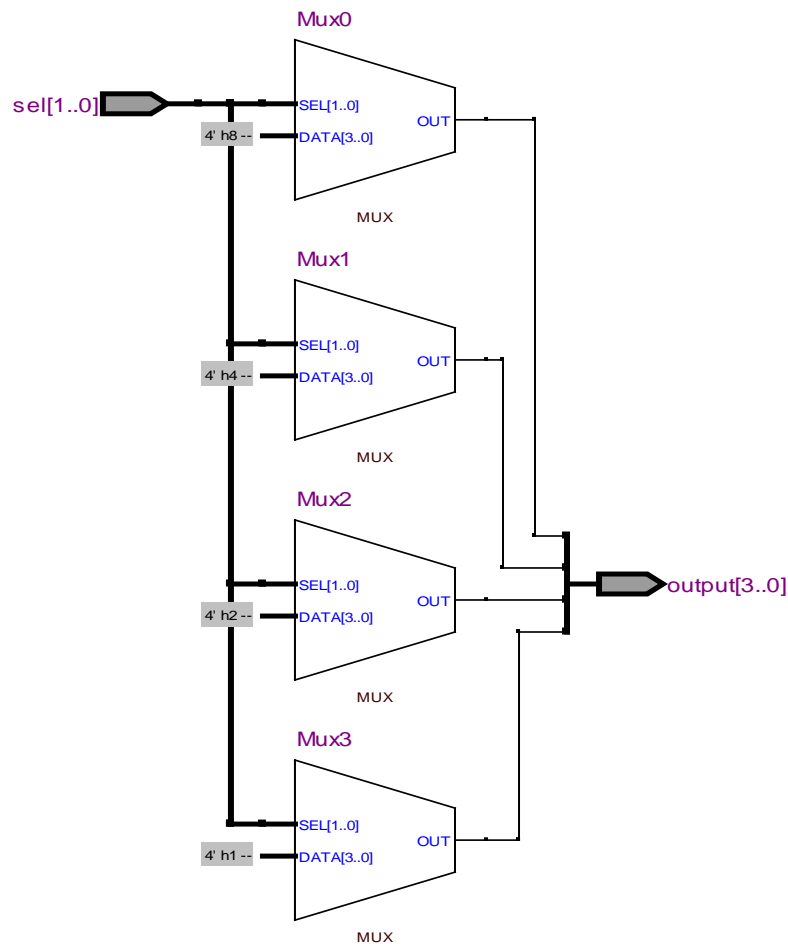 Mux0
sel[1..0]
SEL[1..0]
OUT
4' h8 --
DATA[3..0]
MUX
Mux1
SEL[1..0]
OUT
4' h4 --
DATA[3..0]
MUX
Mux2
SEL[1..0]
output[3..0]
OUT
4' h2 --
DATA[3..0]
MUX
Mux3
SEL[1..0]
OUT
4' h1 --
DATA[3..0]
MUX